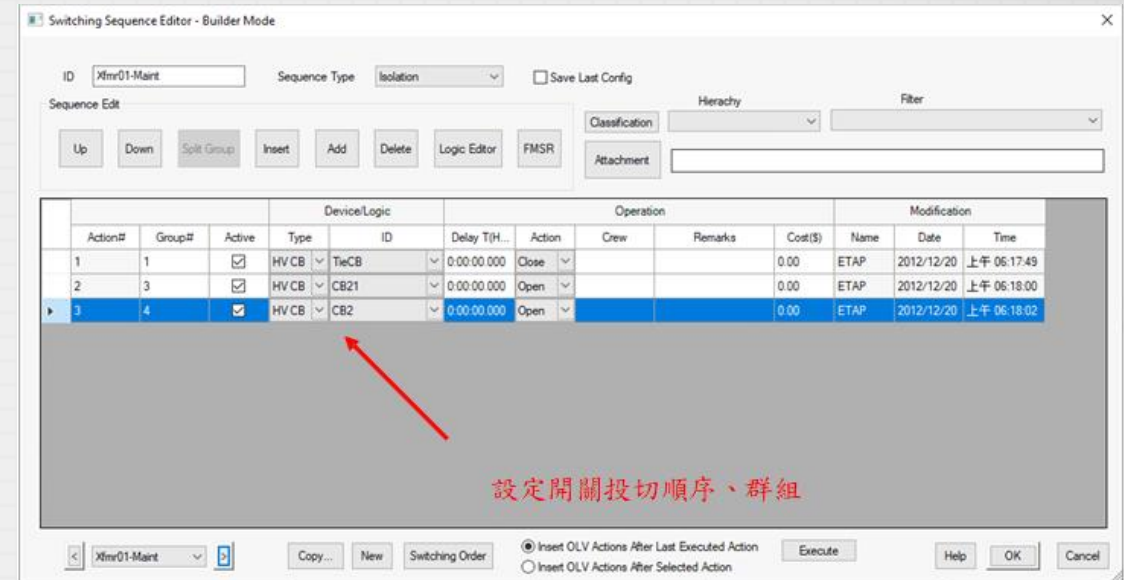 Switching Sequence Editor - Builder Mode
ID Xfmr01-Maint Sequence Type Isolation Save Last Config
Sequence Edit Hierachy Filter
Classification
Up Down Split Group Insert Add Delete Logic Editor FMSR
Attachment
Device/Logic Operation Modification
Action# Group# Active Type ID Delay T(H... Action Crew Remarks Cost($) Name Date Time
1 1 HV CB TieCB 0:00:00.000 Close 0.00 ETAP 2012/12/20 上午 06:17:49
2 3 HV CB CB21 0:00:00.000 Open 0.00 ETAP 2012/12/20 上午 06:18:00
3 4 HV CB CB2 0:00:00.000 Open 0.00 ETAP 2012/12/20 上午 06:18:02
設定開關投切順序、群組
< Xfmr01-Maint > Copy... New Switching Order Insert OLV Actions After Last Executed Action Execute Help OK Cancel
Insert OLV Actions After Selected Action